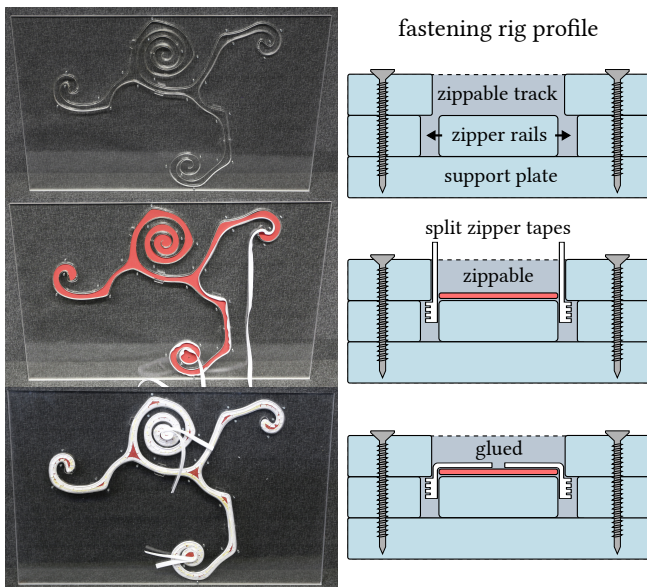 fastening rig profile
zippable track
zipper rails
support plate
split zipper tapes
zippable
glued